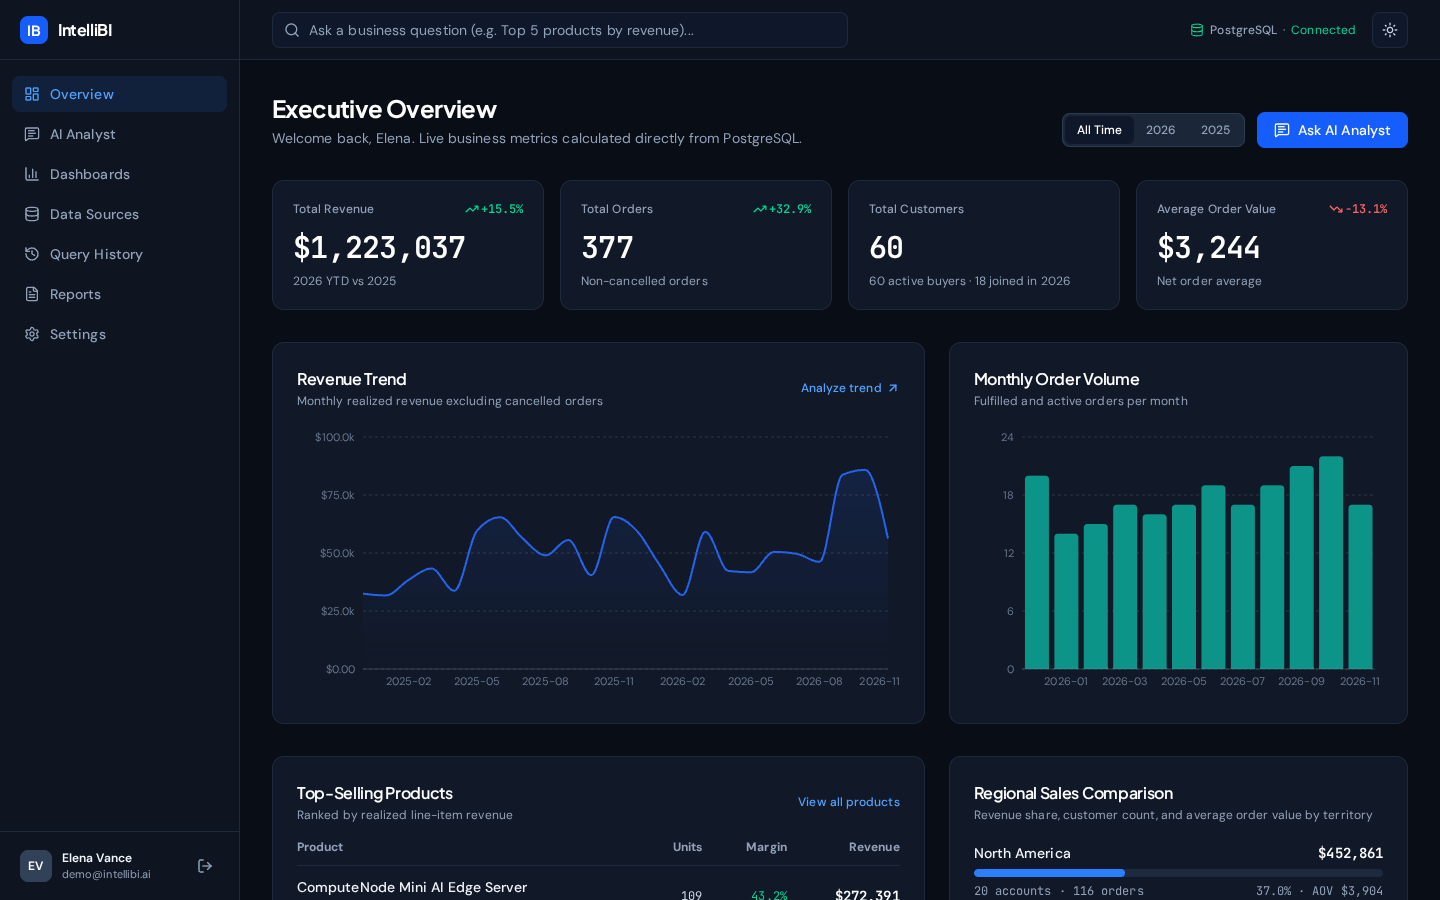 IB IntelliBI
Ask a business question (e.g. Top 5 products by revenue)...
PostgreSQL · Connected
Overview
AI Analyst
Dashboards
Data Sources
Query History
Reports
Settings
EV
Elena Vance
demo@intellibi.ai
Executive Overview
Welcome back, Elena. Live business metrics calculated directly from PostgreSQL.
All Time 2026 2025
Ask AI Analyst
Total Revenue +15.5%
$1,223,037
2026 YTD vs 2025
Total Orders +32.9%
377
Non-cancelled orders
Total Customers
60
60 active buyers · 18 joined in 2026
Average Order Value -13.1%
$3,244
Net order average
Revenue Trend
Monthly realized revenue excluding cancelled orders
Analyze trend
$100.0k
$75.0k
$50.0k
$25.0k
$0.00
2025-02 2025-05 2025-08 2025-11 2026-02 2026-05 2026-08 2026-11
Monthly Order Volume
Fulfilled and active orders per month
24
18
12
6
0
2026-01 2026-03 2026-05 2026-07 2026-09 2026-11
Top-Selling Products
Ranked by realized line-item revenue
View all products
Product Units Margin Revenue
ComputeNode Mini AI Edge Server
109 43.2% $272,391
Regional Sales Comparison
Revenue share, customer count, and average order value by territory
North America $452,861
20 accounts · 116 orders 37.0% · AOV $3,904